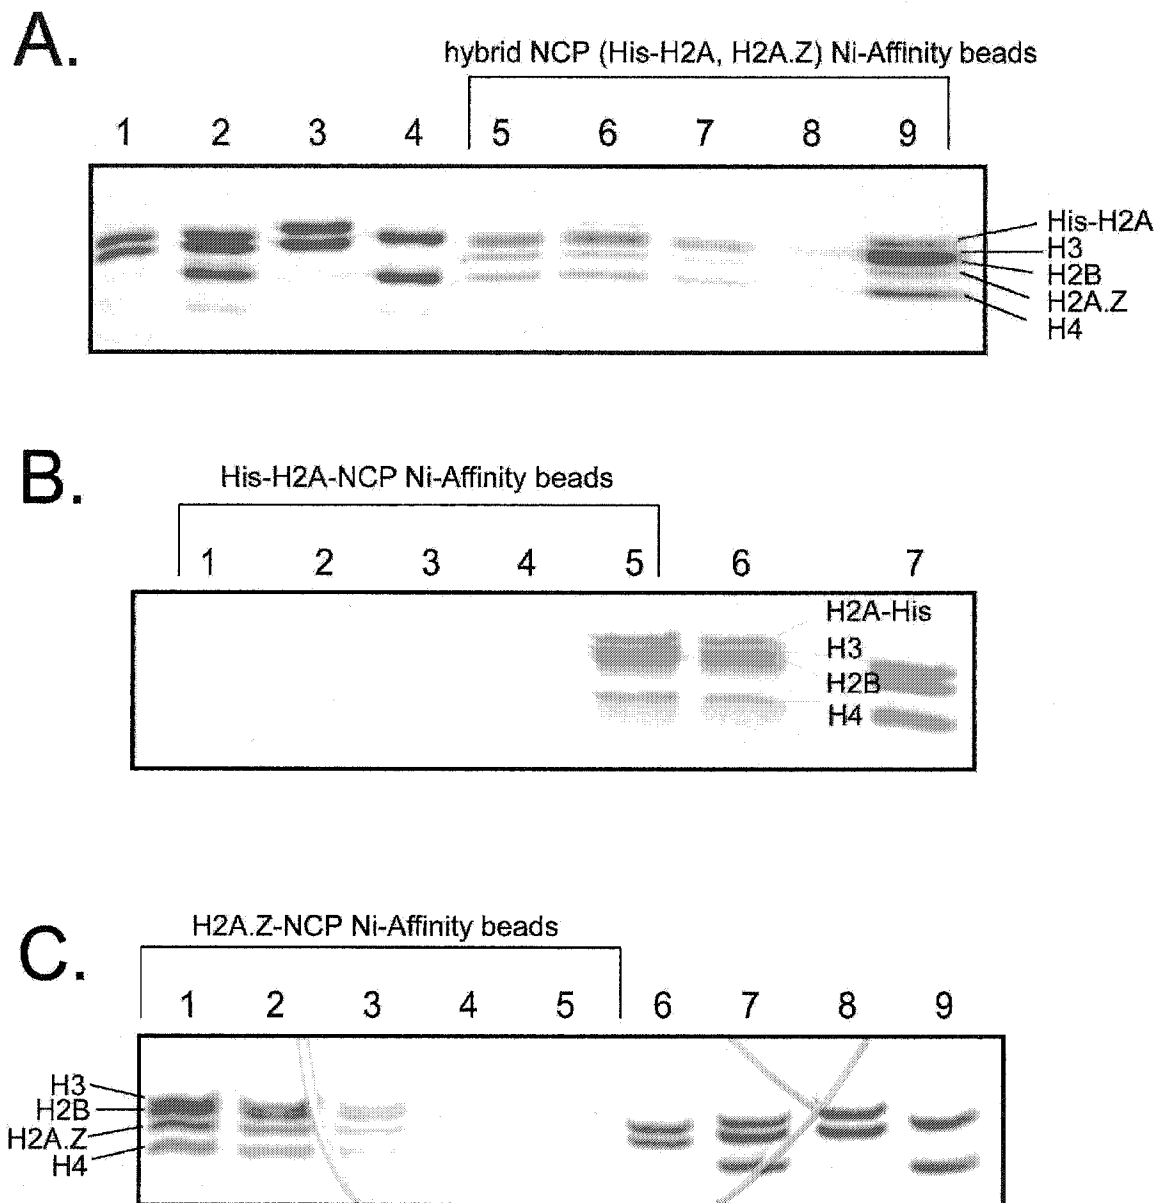 A.
hybrid NCP (His-H2A, H2A.Z) Ni-Affinity beads
1 2 3 4 5 6 7 8 9
His-H2A
H3
H2B
H2A.Z
H4
B.
His-H2A-NCP Ni-Affinity beads
1 2 3 4 5 6 7
H2A-His
H3
H2B
H4
C.
H2A.Z-NCP Ni-Affinity beads
1 2 3 4 5 6 7 8 9
H3
H2B
H2A.Z
H4